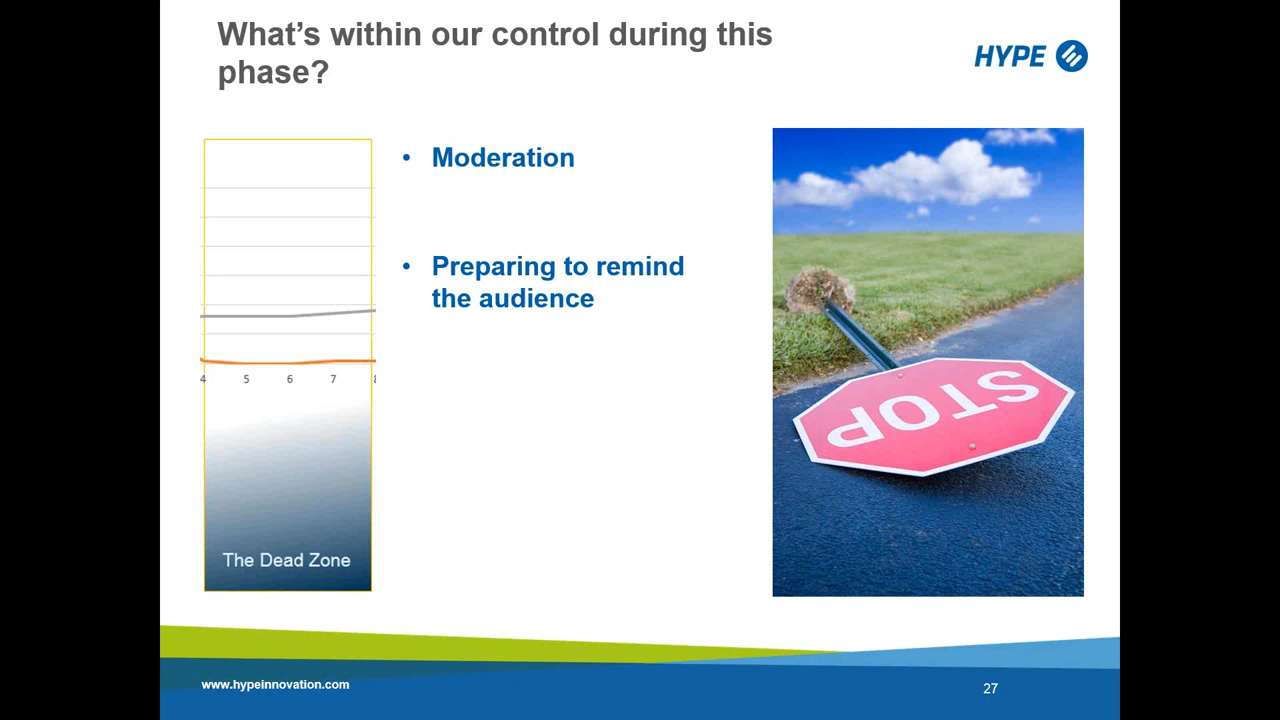 What’s within our control during this
phase?
HYPE
• Moderation
• Preparing to remind
the audience
4 5 6 7 8
The Dead Zone
STOP
www.hypeinnovation.com
27